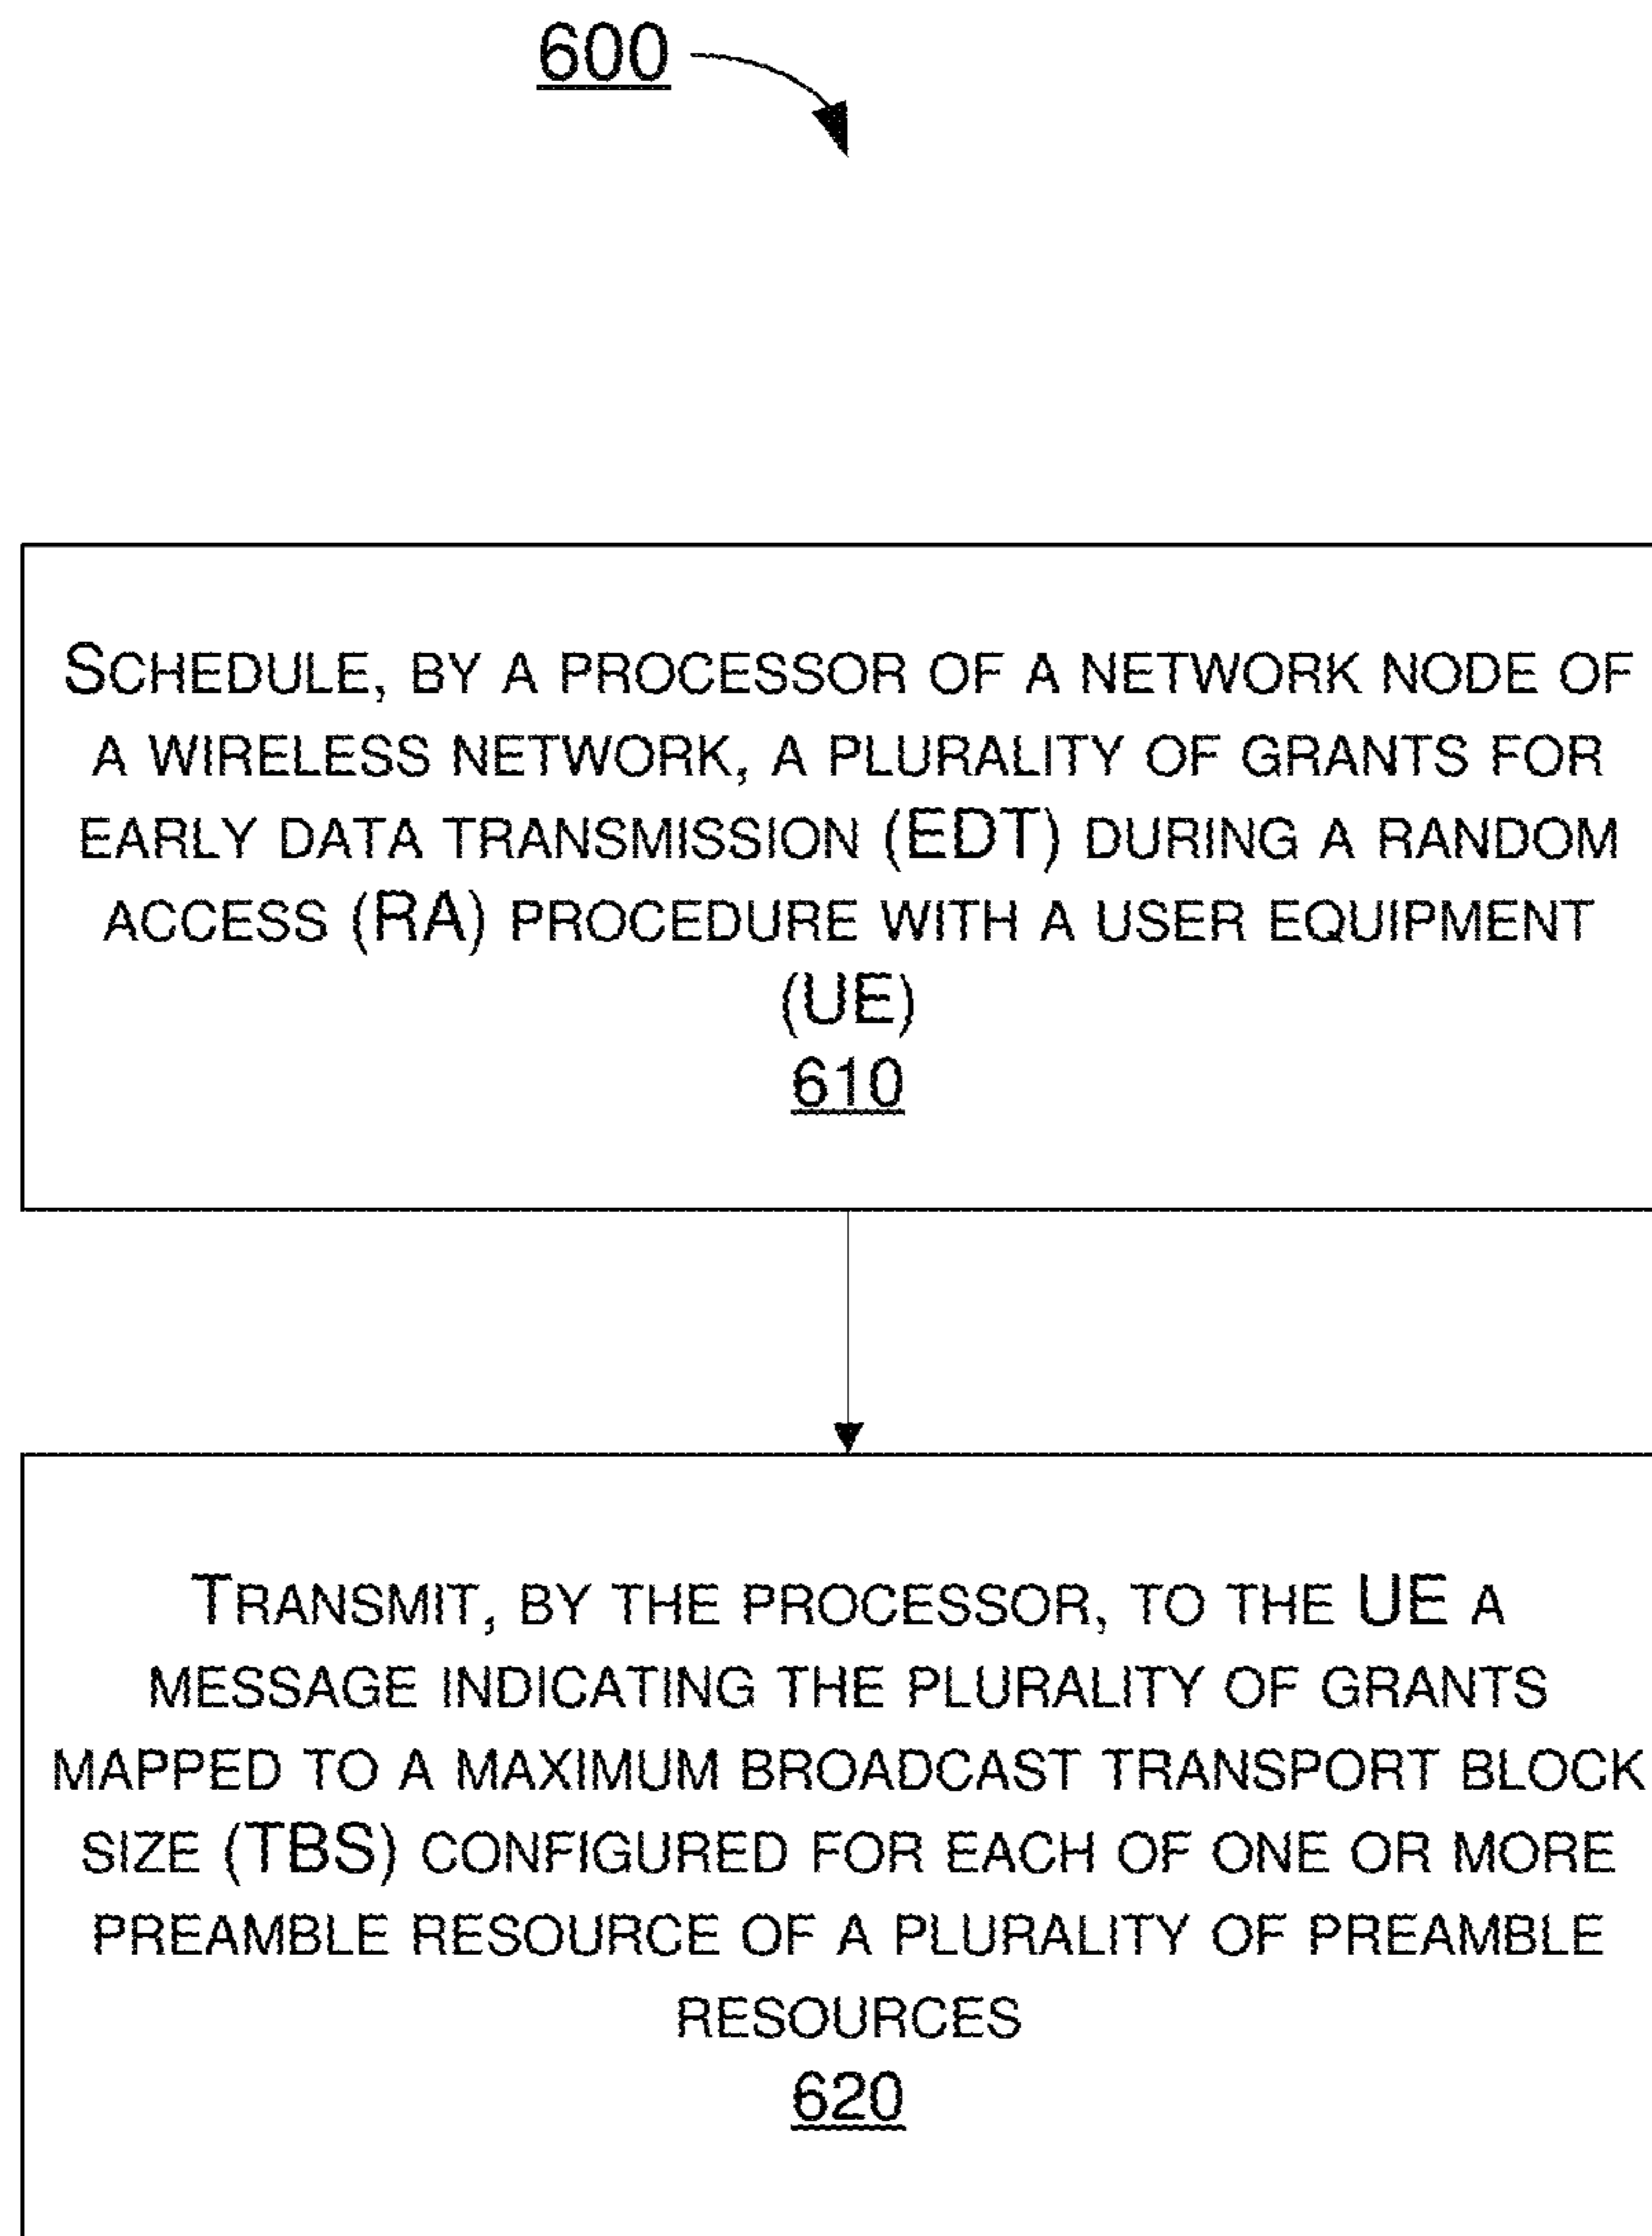 600
SCHEDULE, BY A PROCESSOR OF A NETWORK NODE OF
A WIRELESS NETWORK, A PLURALITY OF GRANTS FOR
EARLY DATA TRANSMISSION (EDT) DURING A RANDOM
ACCESS (RA) PROCEDURE WITH A USER EQUIPMENT
(UE)
610
TRANSMIT, BY THE PROCESSOR, TO THE UE A
MESSAGE INDICATING THE PLURALITY OF GRANTS
MAPPED TO A MAXIMUM BROADCAST TRANSPORT BLOCK
SIZE (TBS) CONFIGURED FOR EACH OF ONE OR MORE
PREAMBLE RESOURCE OF A PLURALITY OF PREAMBLE
RESOURCES
620